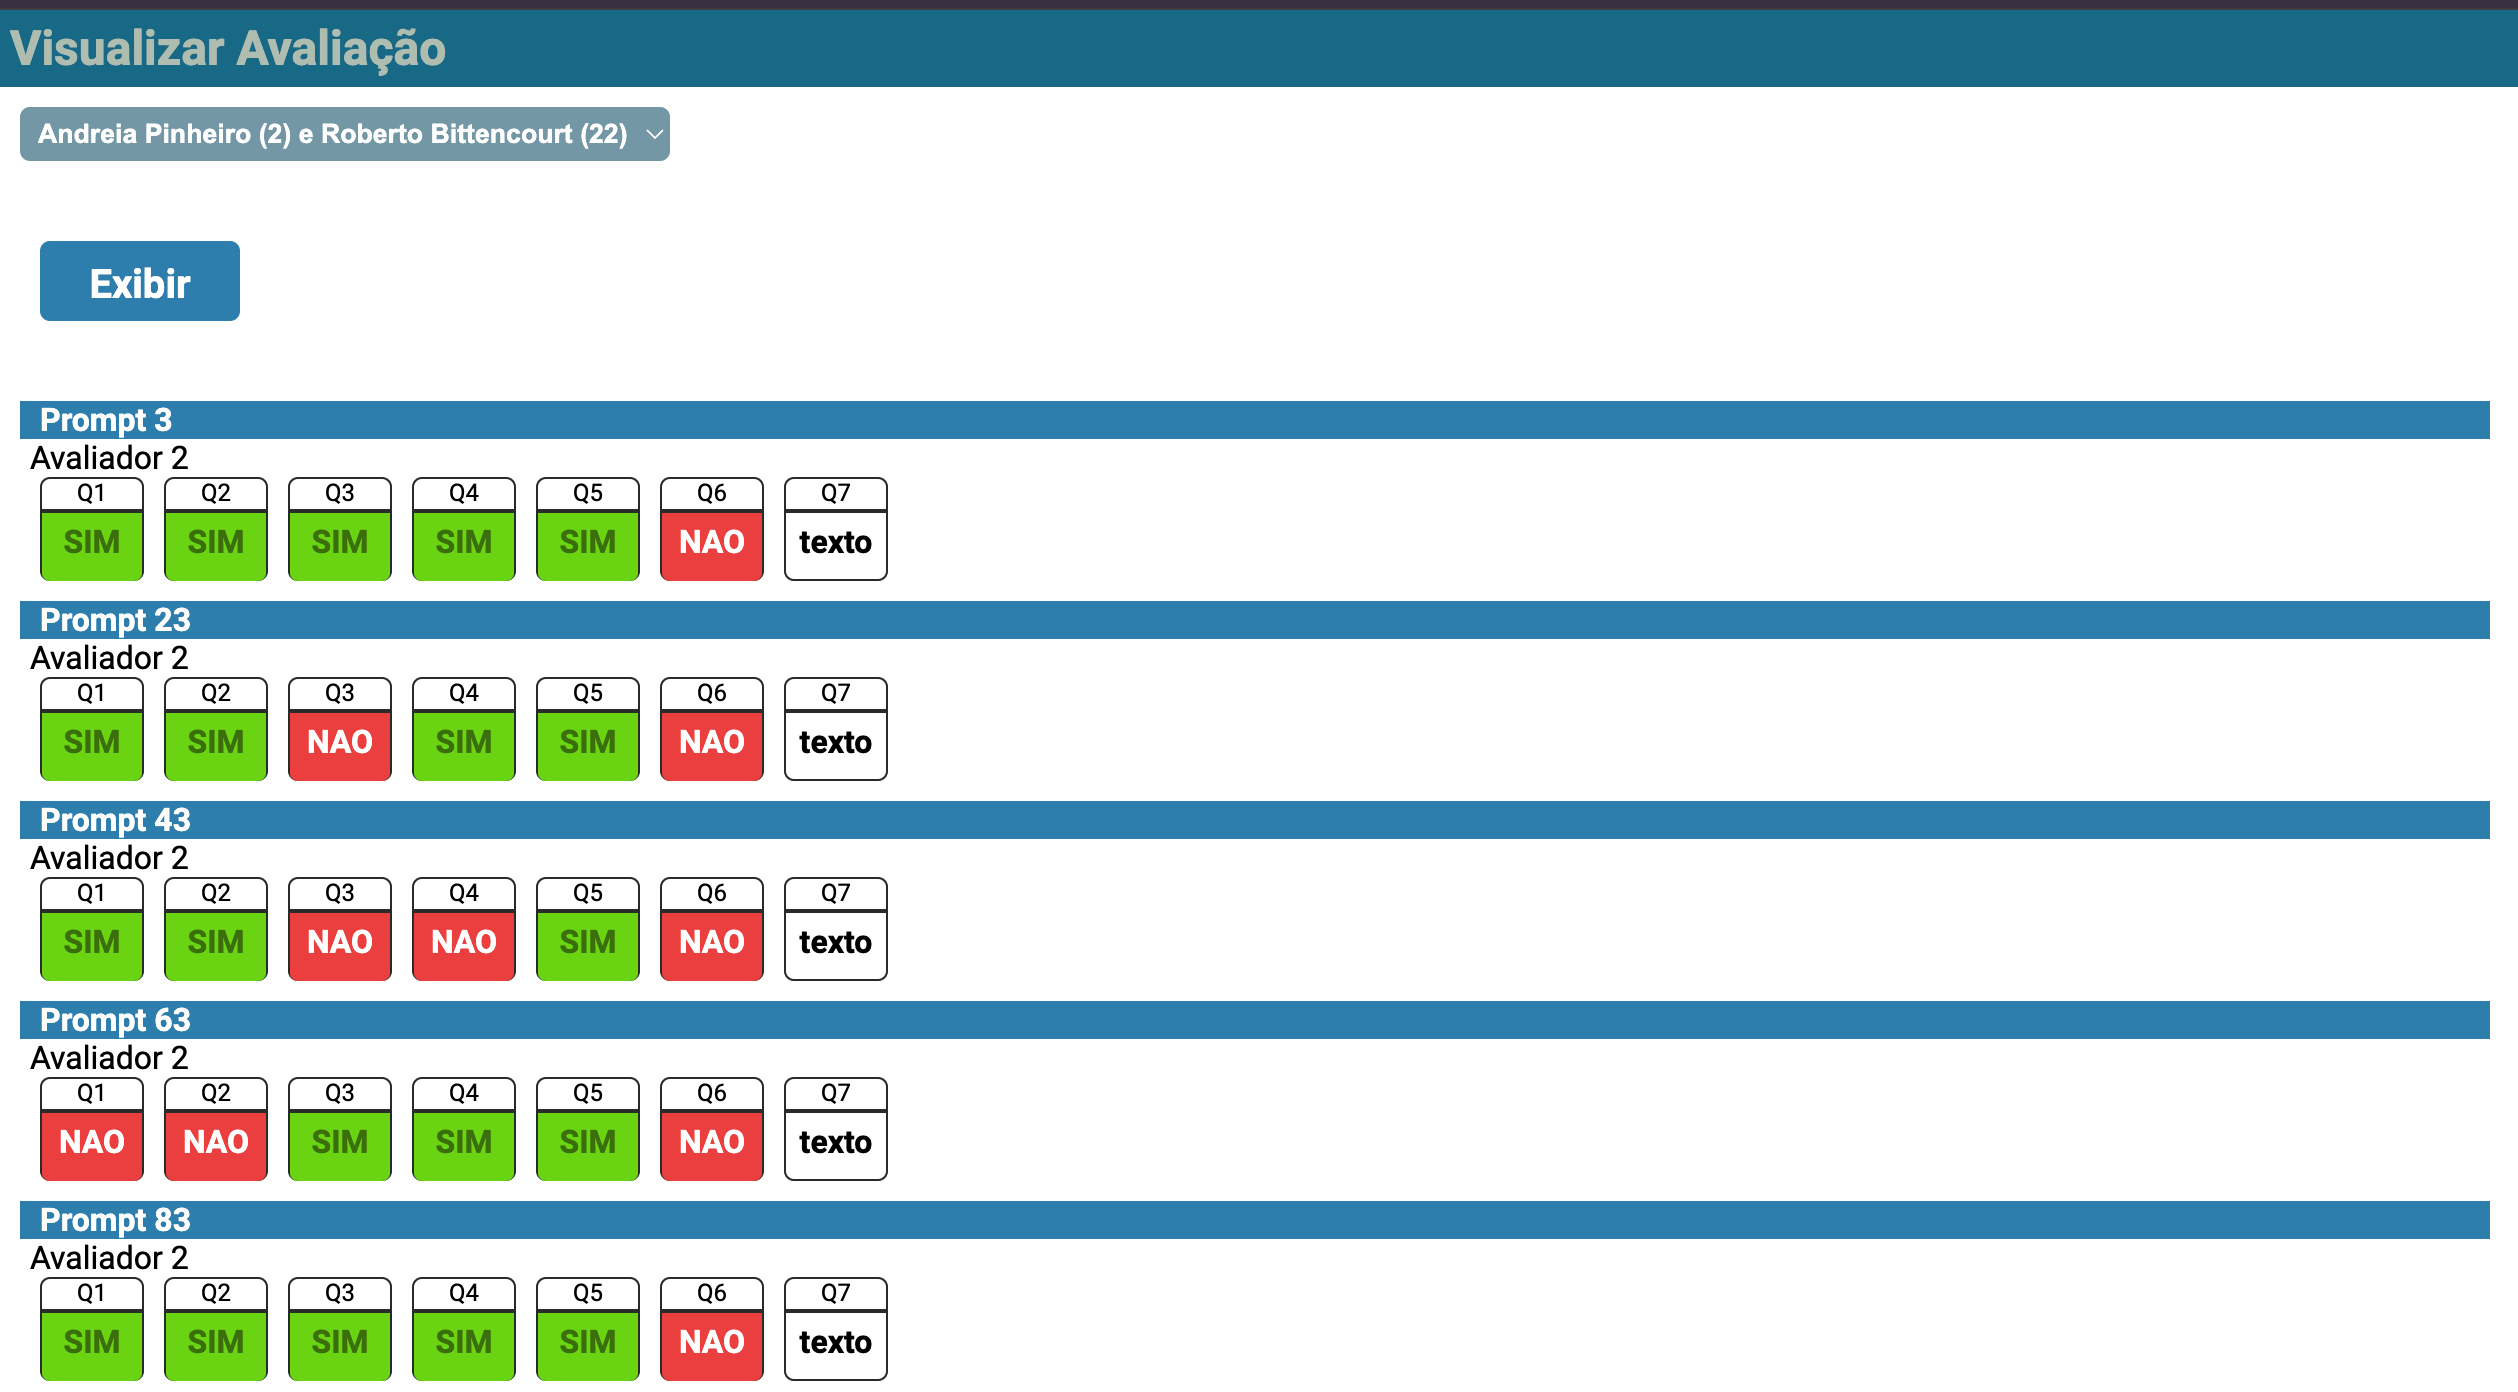 Visualizar Avaliação
Andreia Pinheiro (2) e Roberto Bittencourt (22)
Exibir
Prompt 3
Avaliador 2
Q1 Q2 Q3 Q4 Q5 Q6 Q7
SIM SIM SIM SIM SIM NAO texto
Prompt 23
Avaliador 2
Q1 Q2 Q3 Q4 Q5 Q6 Q7
SIM SIM NAO SIM SIM NAO texto
Prompt 43
Avaliador 2
Q1 Q2 Q3 Q4 Q5 Q6 Q7
SIM SIM NAO NAO SIM NAO texto
Prompt 63
Avaliador 2
Q1 Q2 Q3 Q4 Q5 Q6 Q7
NAO NAO SIM SIM SIM NAO texto
Prompt 83
Avaliador 2
Q1 Q2 Q3 Q4 Q5 Q6 Q7
SIM SIM SIM SIM SIM NAO texto